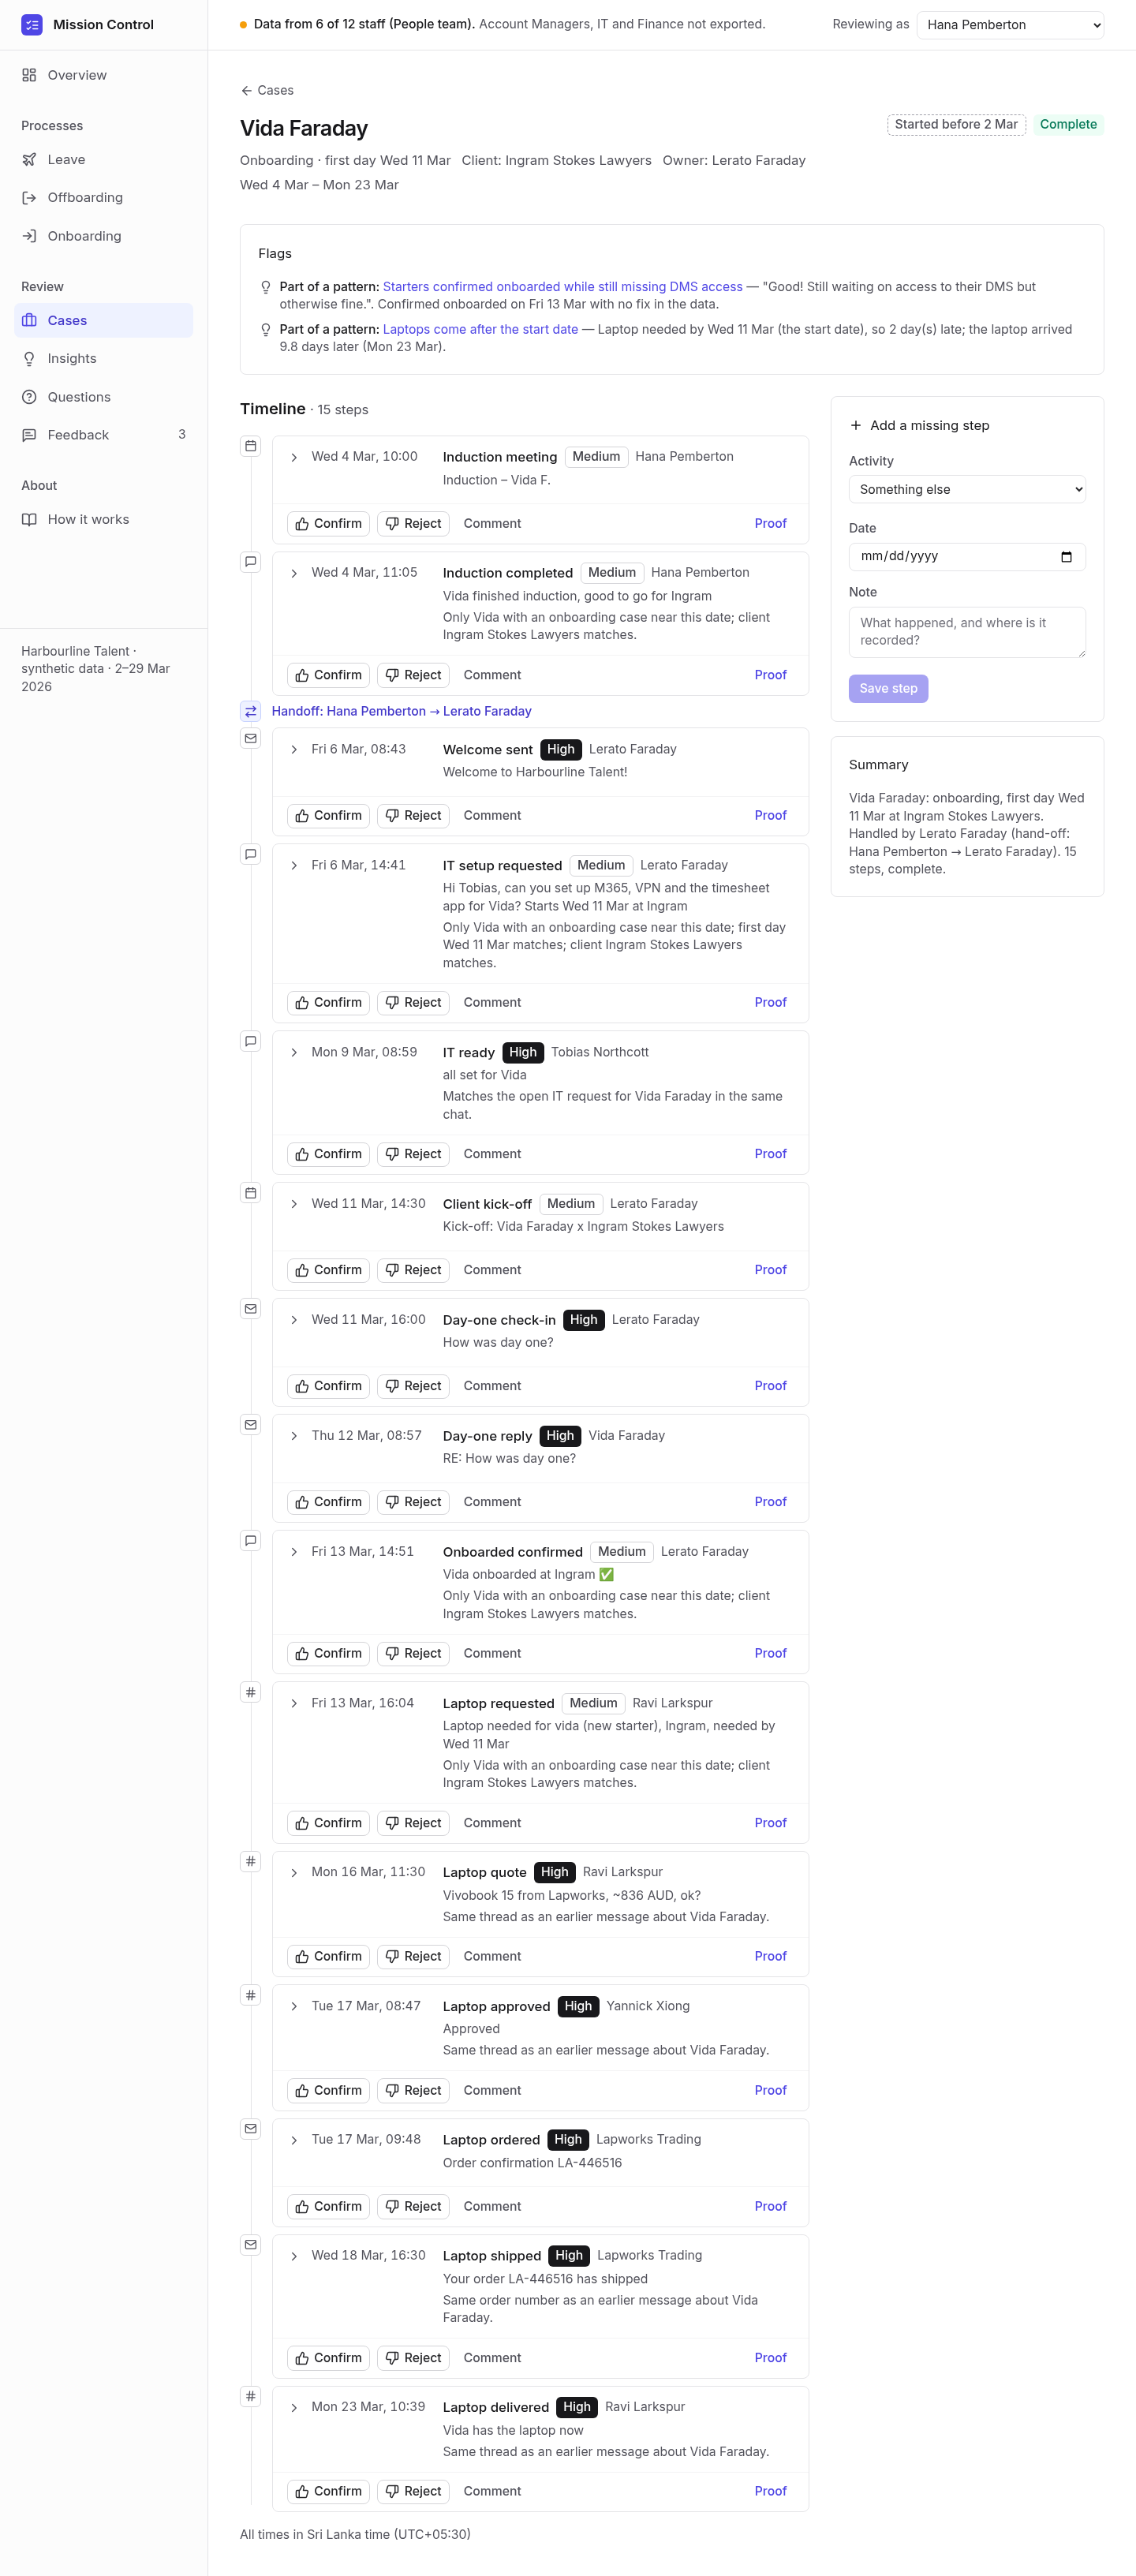 Mission Control
Data from 6 of 12 staff (People team). Account Managers, IT and Finance not exported.
Reviewing as
Hana Pemberton
Overview
Processes
Leave
Offboarding
Onboarding
Review
Cases
Insights
Questions
Feedback 3
About
How it works
Harbourline Talent ·
synthetic data · 2–29 Mar
2026
← Cases
Vida Faraday
Started before 2 Mar
Complete
Onboarding · first day Wed 11 Mar Client: Ingram Stokes Lawyers Owner: Lerato Faraday
Wed 4 Mar – Mon 23 Mar
Flags
Part of a pattern: Starters confirmed onboarded while still missing DMS access — "Good! Still waiting on access to their DMS but
otherwise fine.". Confirmed onboarded on Fri 13 Mar with no fix in the data.
Part of a pattern: Laptops come after the start date — Laptop needed by Wed 11 Mar (the start date), so 2 day(s) late; the laptop arrived
9.8 days later (Mon 23 Mar).
Timeline · 15 steps
Wed 4 Mar, 10:00 Induction meeting Medium Hana Pemberton
Induction – Vida F.
Confirm Reject Comment Proof
Wed 4 Mar, 11:05 Induction completed Medium Hana Pemberton
Vida finished induction, good to go for Ingram
Only Vida with an onboarding case near this date; client
Ingram Stokes Lawyers matches.
Confirm Reject Comment Proof
Handoff: Hana Pemberton → Lerato Faraday
Fri 6 Mar, 08:43 Welcome sent High Lerato Faraday
Welcome to Harbourline Talent!
Confirm Reject Comment Proof
Fri 6 Mar, 14:41 IT setup requested Medium Lerato Faraday
Hi Tobias, can you set up M365, VPN and the timesheet
app for Vida? Starts Wed 11 Mar at Ingram
Only Vida with an onboarding case near this date; first day
Wed 11 Mar matches; client Ingram Stokes Lawyers
matches.
Confirm Reject Comment Proof
Mon 9 Mar, 08:59 IT ready High Tobias Northcott
all set for Vida
Matches the open IT request for Vida Faraday in the same
chat.
Confirm Reject Comment Proof
Wed 11 Mar, 14:30 Client kick-off Medium Lerato Faraday
Kick-off: Vida Faraday x Ingram Stokes Lawyers
Confirm Reject Comment Proof
Wed 11 Mar, 16:00 Day-one check-in High Lerato Faraday
How was day one?
Confirm Reject Comment Proof
Thu 12 Mar, 08:57 Day-one reply High Vida Faraday
RE: How was day one?
Confirm Reject Comment Proof
Fri 13 Mar, 14:51 Onboarded confirmed Medium Lerato Faraday
Vida onboarded at Ingram ✅
Only Vida with an onboarding case near this date; client
Ingram Stokes Lawyers matches.
Confirm Reject Comment Proof
Fri 13 Mar, 16:04 Laptop requested Medium Ravi Larkspur
Laptop needed for vida (new starter), Ingram, needed by
Wed 11 Mar
Only Vida with an onboarding case near this date; client
Ingram Stokes Lawyers matches.
Confirm Reject Comment Proof
Mon 16 Mar, 11:30 Laptop quote High Ravi Larkspur
Vivobook 15 from Lapworks, ~836 AUD, ok?
Same thread as an earlier message about Vida Faraday.
Confirm Reject Comment Proof
Tue 17 Mar, 08:47 Laptop approved High Yannick Xiong
Approved
Same thread as an earlier message about Vida Faraday.
Confirm Reject Comment Proof
Tue 17 Mar, 09:48 Laptop ordered High Lapworks Trading
Order confirmation LA-446516
Confirm Reject Comment Proof
Wed 18 Mar, 16:30 Laptop shipped High Lapworks Trading
Your order LA-446516 has shipped
Same order number as an earlier message about Vida
Faraday.
Confirm Reject Comment Proof
Mon 23 Mar, 10:39 Laptop delivered High Ravi Larkspur
Vida has the laptop now
Same thread as an earlier message about Vida Faraday.
Confirm Reject Comment Proof
All times in Sri Lanka time (UTC+05:30)
Add a missing step
Activity
Something else
Date
mm/dd/yyyy
Note
What happened, and where is it
recorded?
Save step
Summary
Vida Faraday: onboarding, first day Wed
11 Mar at Ingram Stokes Lawyers.
Handled by Lerato Faraday (hand-off:
Hana Pemberton → Lerato Faraday). 15
steps, complete.